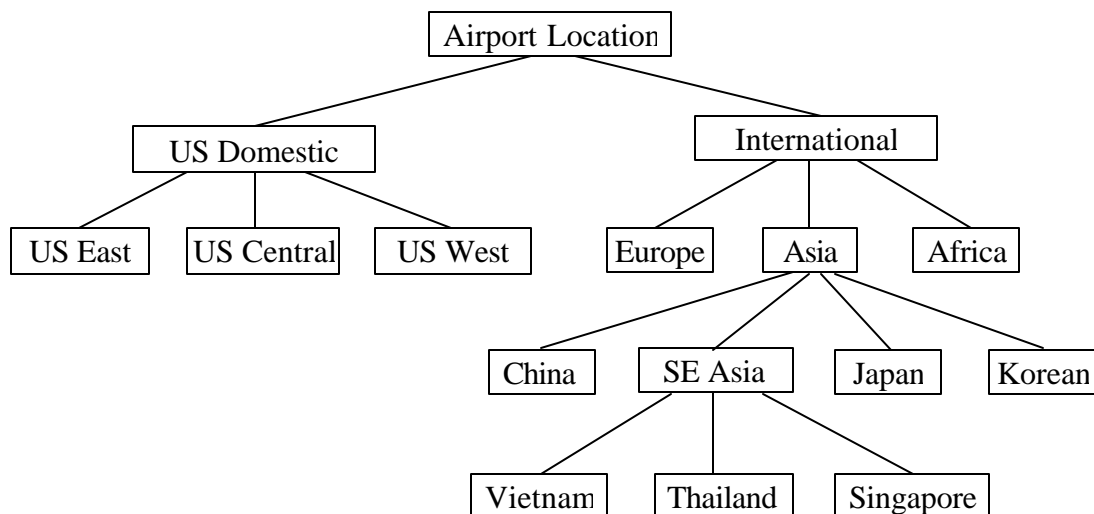 Airport Location
US Domestic
International
US East
US Central
US West
Europe
Asia
Africa
China
SE Asia
Japan
Korean
Vietnam
Thailand
Singapore